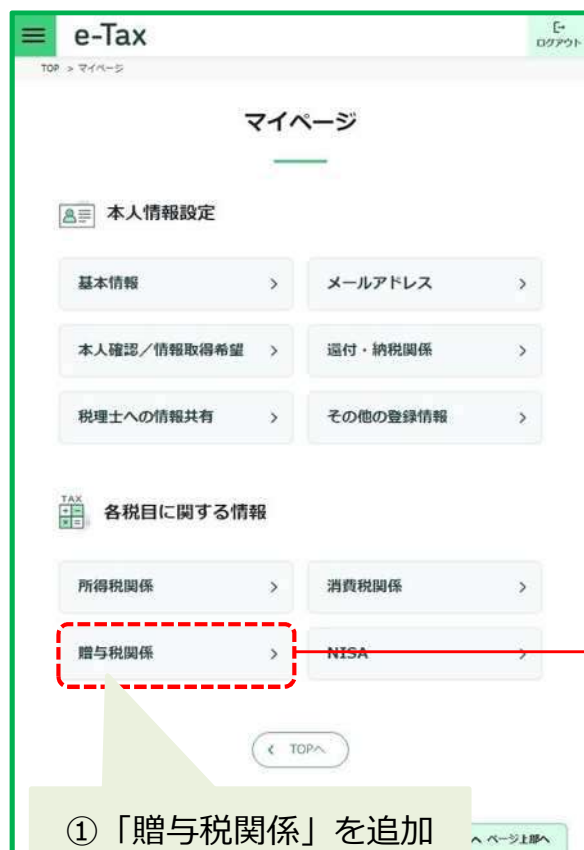 e-Tax
ログアウト
TOP > マイページ
マイページ
本人情報設定
基本情報 >
メールアドレス >
本人確認／情報取得希望 >
還付・納税関係 >
税理士への情報共有 >
その他の登録情報 >
TAX
各税目に関する情報
所得税関係 >
消費税関係 >
贈与税関係 >
NISA >
< TOPへ
①「贈与税関係」を追加
へ ページ上部へ